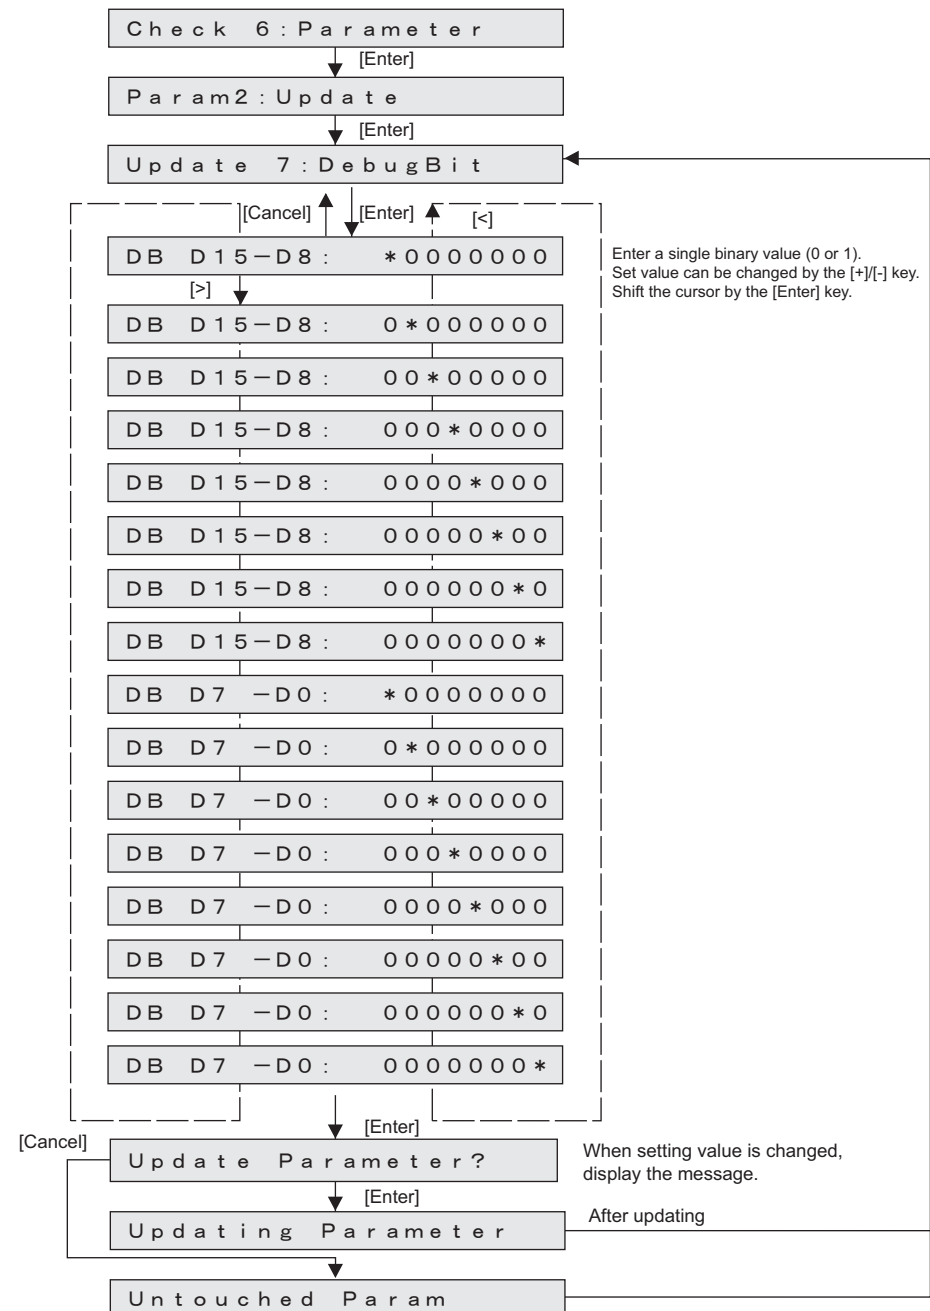 Check 6:Parameter
[Enter]
Param2:Update
[Enter]
Update 7:DebugBit
[Cancel] [Enter] [<]
DB D15-D8: *0000000
Enter a single binary value (0 or 1).
Set value can be changed by the [+]/[-] key.
Shift the cursor by the [Enter] key.
[>]
DB D15-D8: 0*000000
DB D15-D8: 00*00000
DB D15-D8: 000*0000
DB D15-D8: 0000*000
DB D15-D8: 00000*00
DB D15-D8: 000000*0
DB D15-D8: 0000000*
DB D7 -D0: *0000000
DB D7 -D0: 0*000000
DB D7 -D0: 00*00000
DB D7 -D0: 000*0000
DB D7 -D0: 0000*000
DB D7 -D0: 00000*00
DB D7 -D0: 000000*0
DB D7 -D0: 0000000*
[Enter]
[Cancel]
Update Parameter?
When setting value is changed,
display the message.
[Enter]
Updating Parameter
After updating
Untouched Param